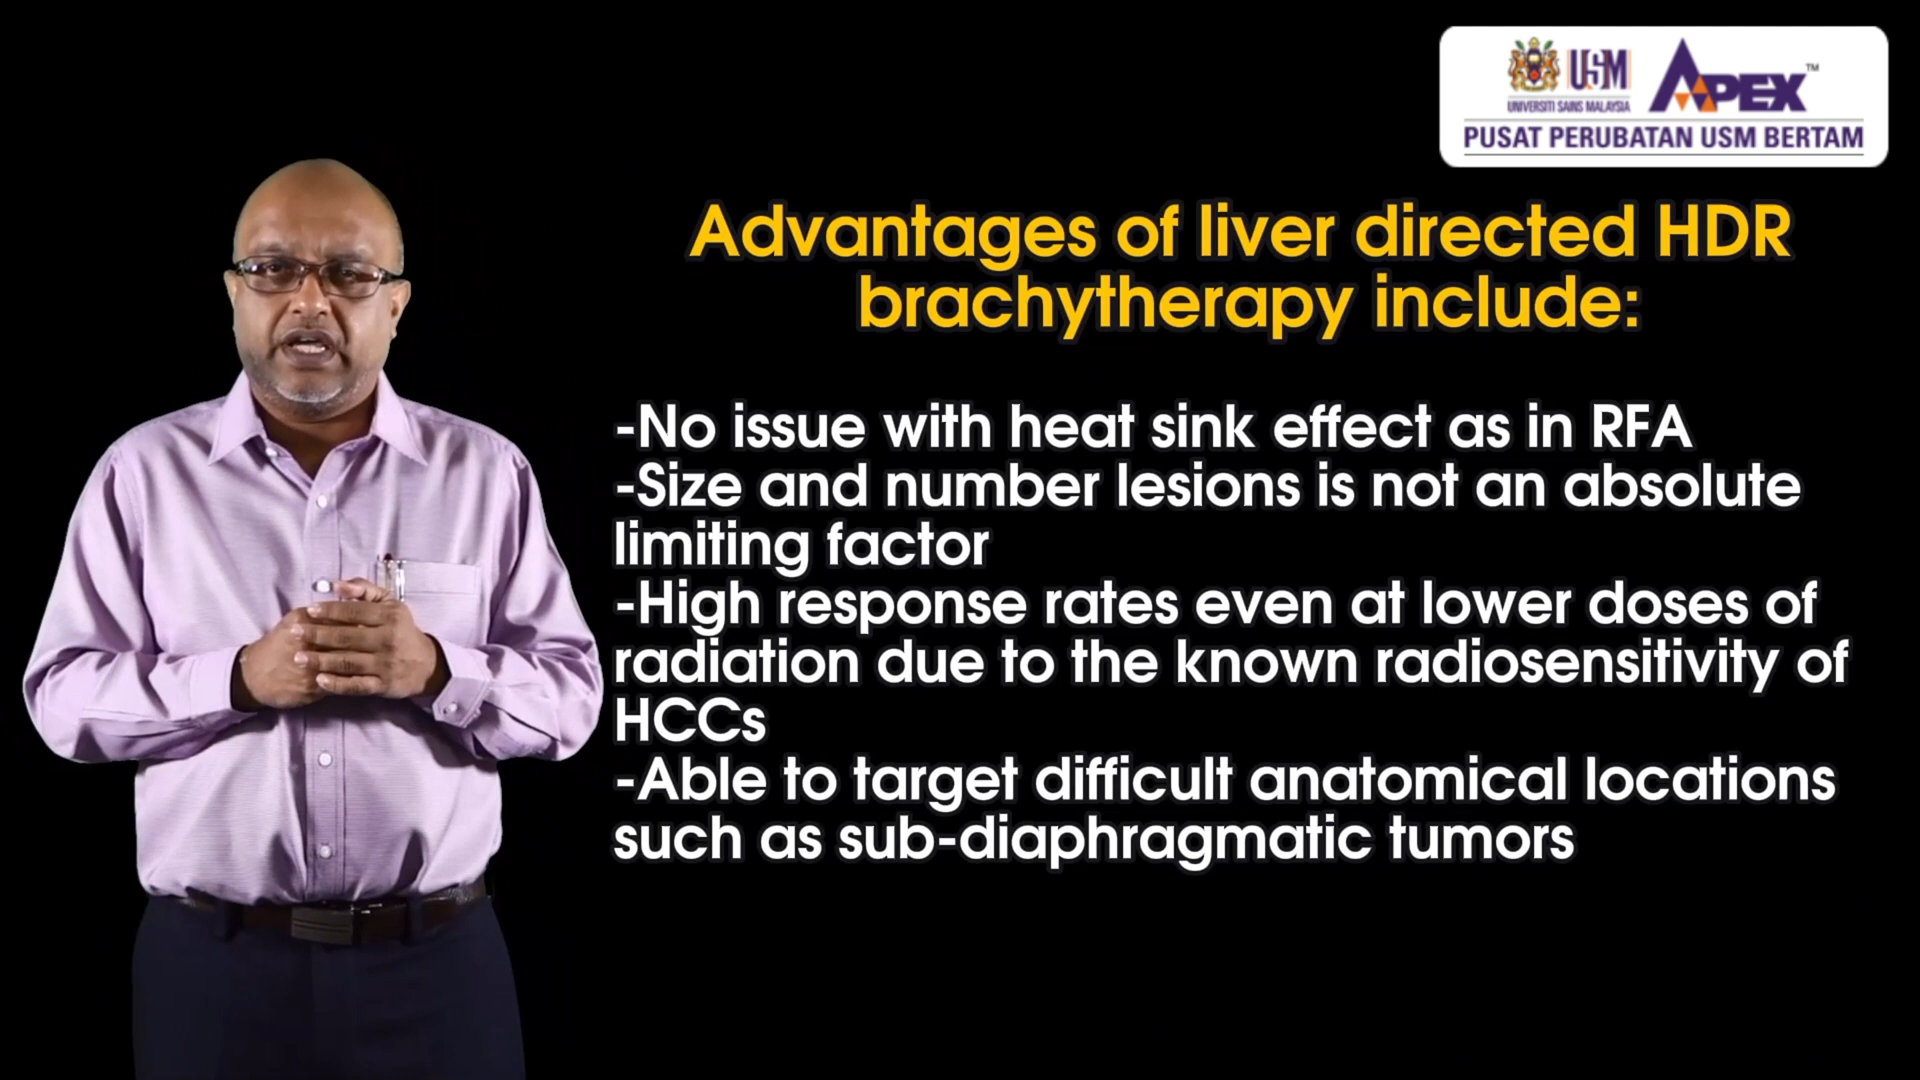 USM
UNIVERSITI SAINS MALAYSIA
APEX™
PUSAT PERUBATAN USM BERTAM
Advantages of liver directed HDR
brachytherapy include:
-No issue with heat sink effect as in RFA
-Size and number lesions is not an absolute
limiting factor
-High response rates even at lower doses of
radiation due to the known radiosensitivity of
HCCs
-Able to target difficult anatomical locations
such as sub-diaphragmatic tumors